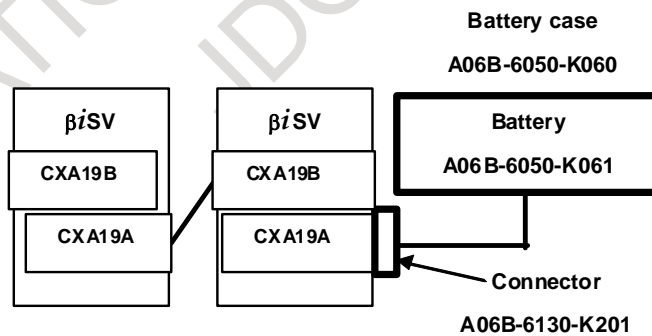 Battery case
A06B-6050-K060
βiSV
βiSV
Battery
CXA19B
CXA19B
A06B-6050-K061
CXA19A
CXA19A
Connector
A06B-6130-K201